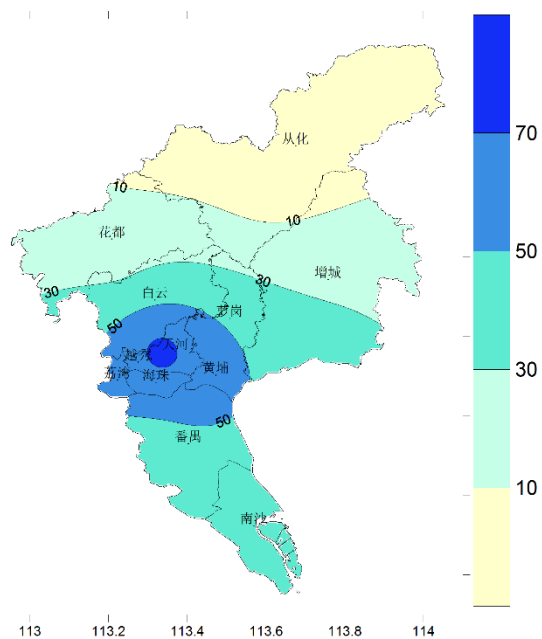 70
从化
10
10
花都
50
增城
30
30
白云
萝岗
50
天河
越秀
黄埔
荔湾
海珠
30
50
番禺
10
南沙
113
113.2
113.4
113.6
113.8
114